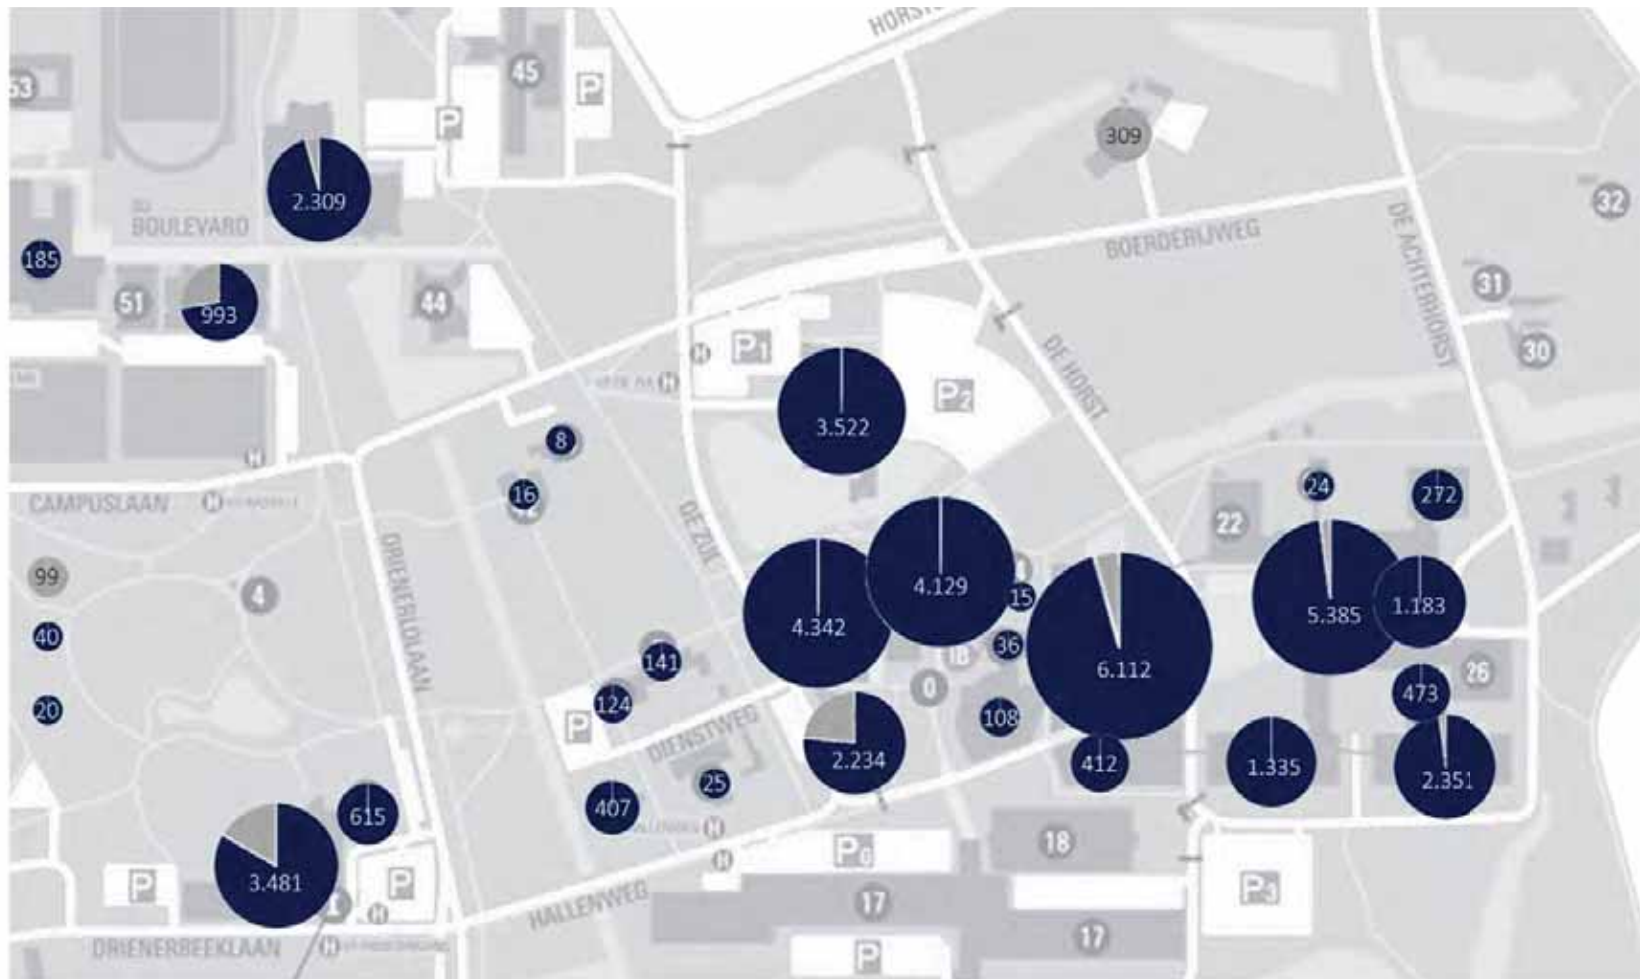 HORST
45
P
53
P
309
2.309
32
BOULEVARD
DE ACHTERHORST
BOERDERIJWEG
185
31
51
993
44
30
H
P1
DE HORST
H
P2
3.522
8
H
CAMPUSLAAN
H
16
24
272
DE ZUL
22
DRIENERLOLAAN
4.129
99
4
15
5.385
1.183
4.342
40
36
1B
6.112
141
26
0
473
20
124
108
P
DIENSTWEG
2.234
412
1.335
2.351
25
407
615
H
18
P0
H
3.481
P
P
P3
HALLENWEG
17
H
17
DRIENERBEEKLAAN
H
P